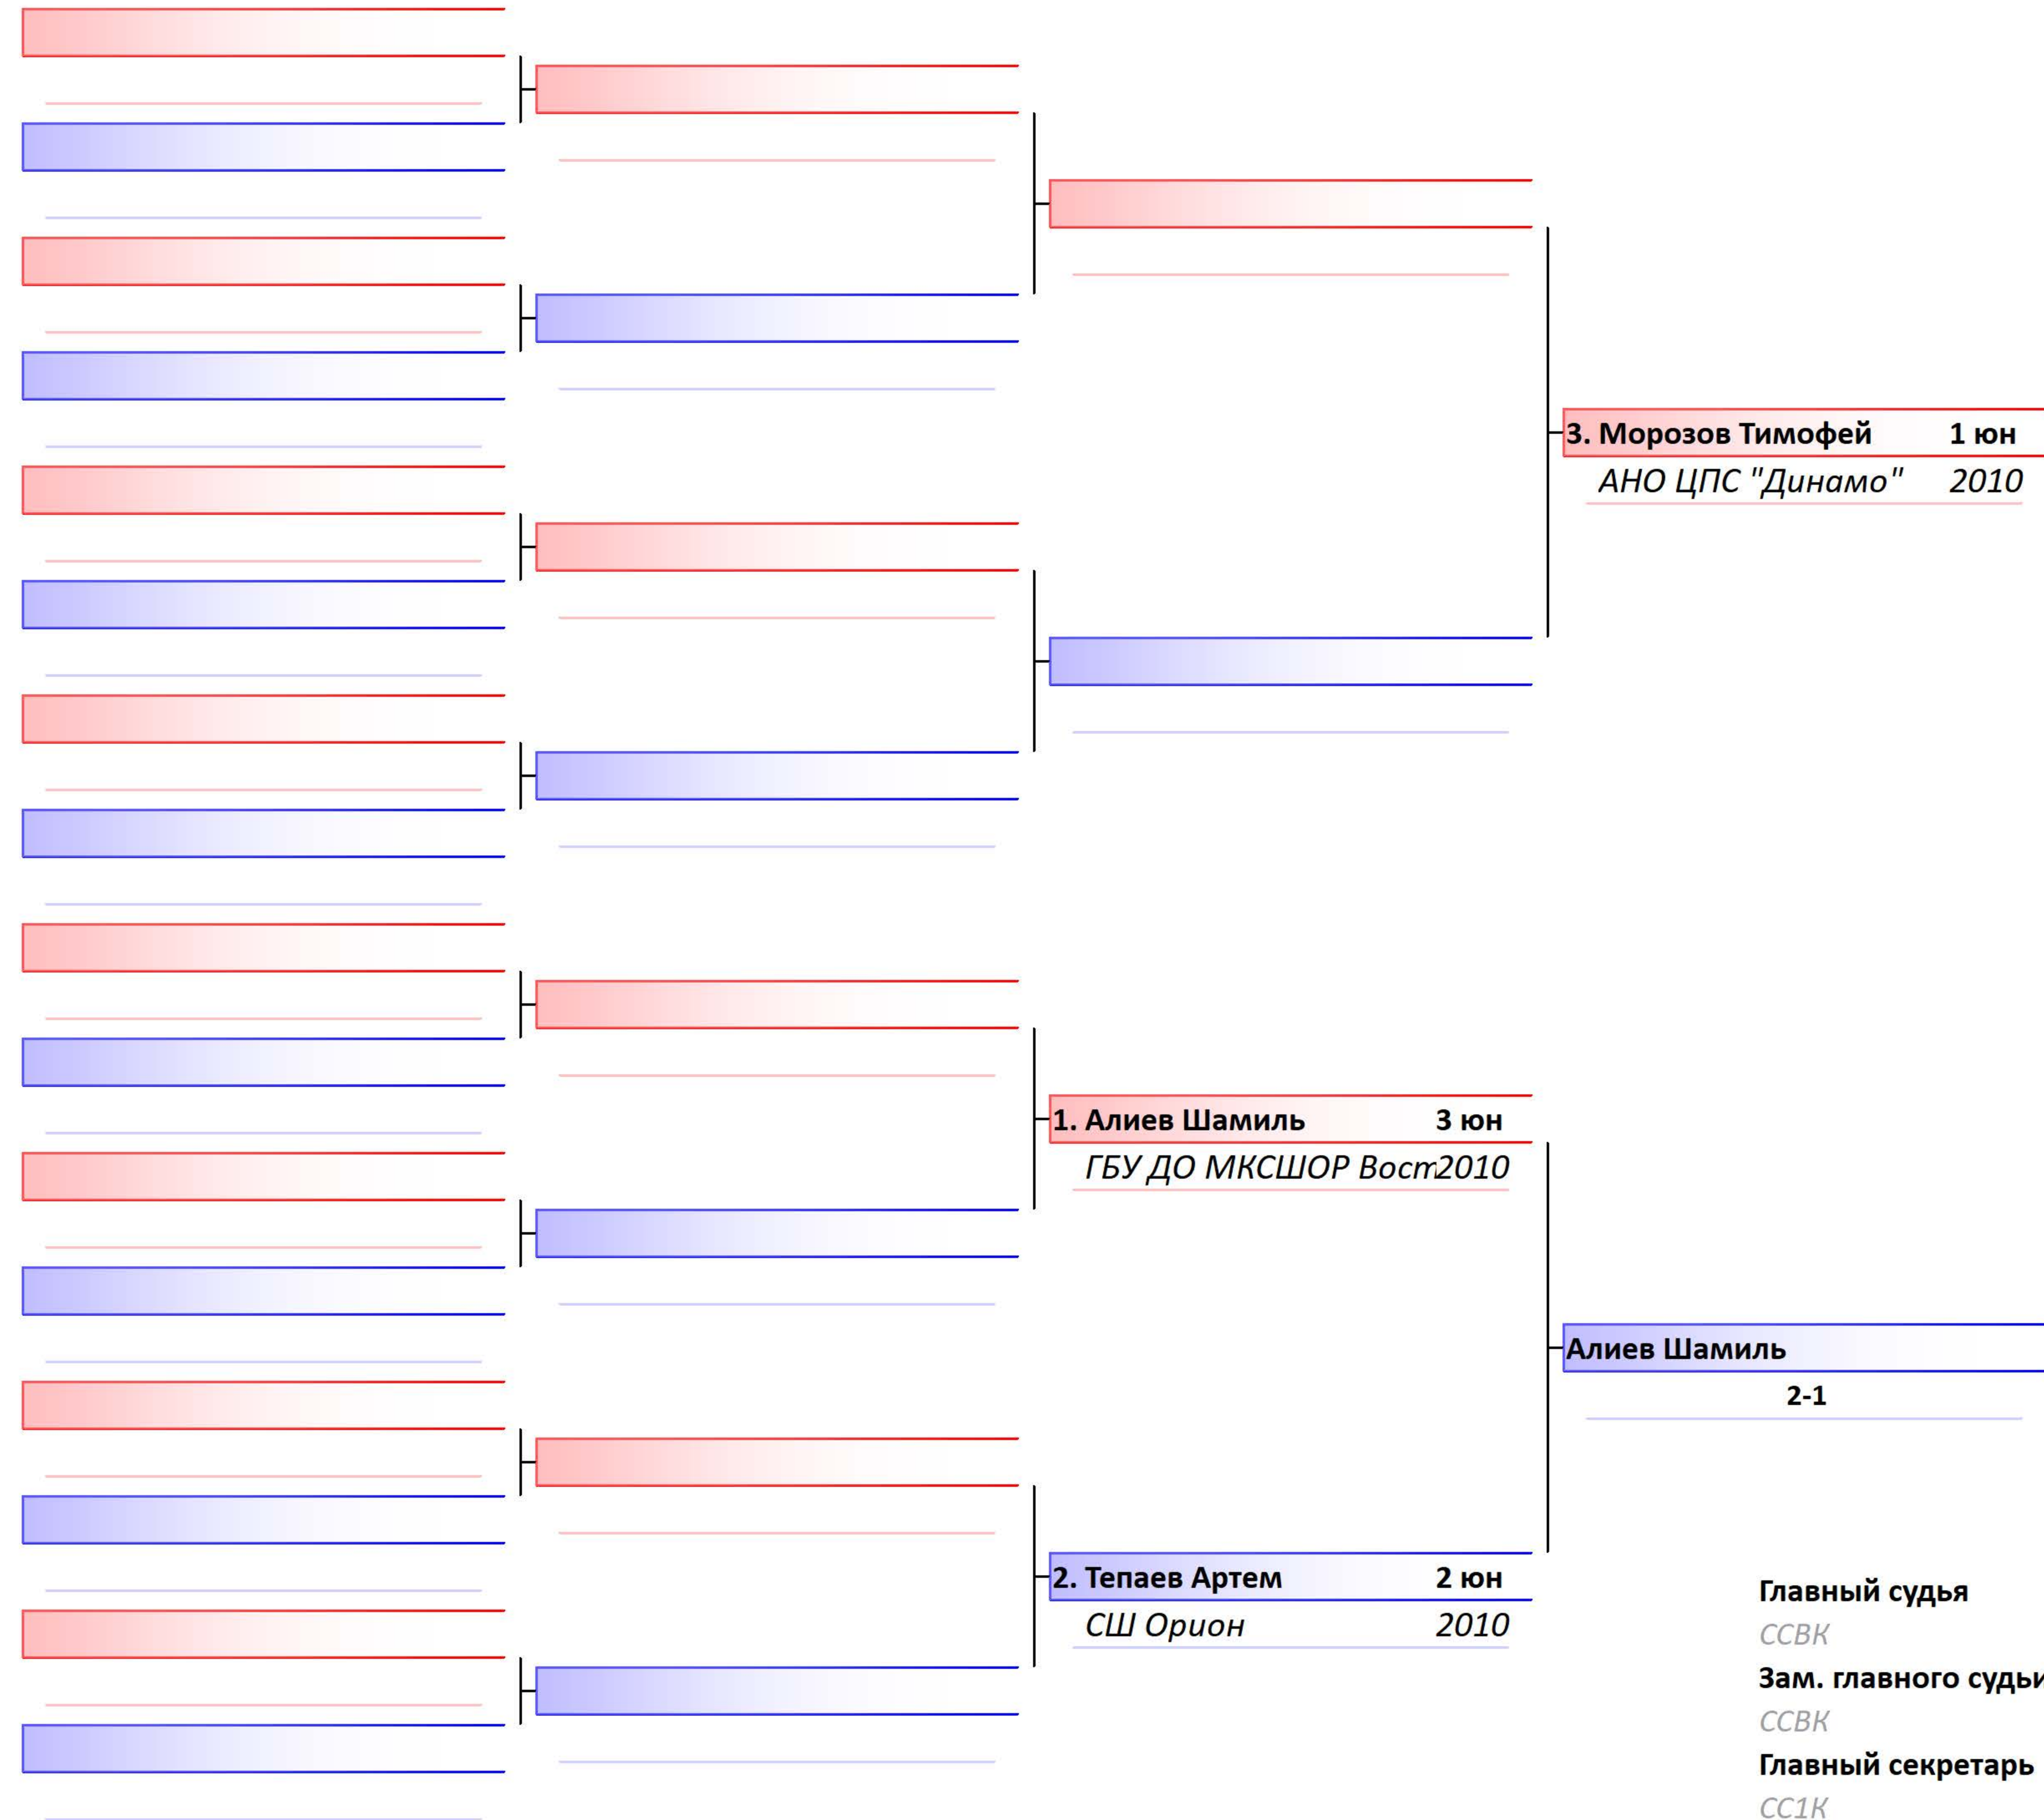 3. Морозов Тимофей 1 юн
АНО ЦПС "Динамо" 2010
1. Алиев Шамиль 3 юн
ГБУ ДО МКСШОР Вост 2010
Алиев Шамиль
2-1
2. Тепаев Артем 2 юн
СШ Орион 2010
Главный судья
ССВК
Зам. главного судьи
ССВК
Главный секретарь
СС1К